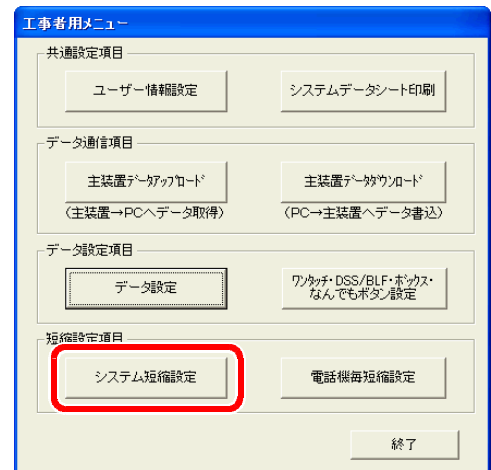 工事者用メニュー
共通設定項目
ユーザー情報設定
システムデータシート印刷
データ通信項目
主装置ﾃﾞｰﾀｱｯﾌﾟﾛｰﾄﾞ
主装置ﾃﾞｰﾀﾀﾞｳﾝﾛｰﾄﾞ
(主装置→PCへデータ取得)
(PC→主装置へデータ書込)
データ設定項目
データ設定
ﾜﾝﾀｯﾁ・DSS/BLF・ﾎﾞｯｸｽ・
なんでもボタン設定
短縮設定項目
システム短縮設定
電話機毎短縮設定
終了